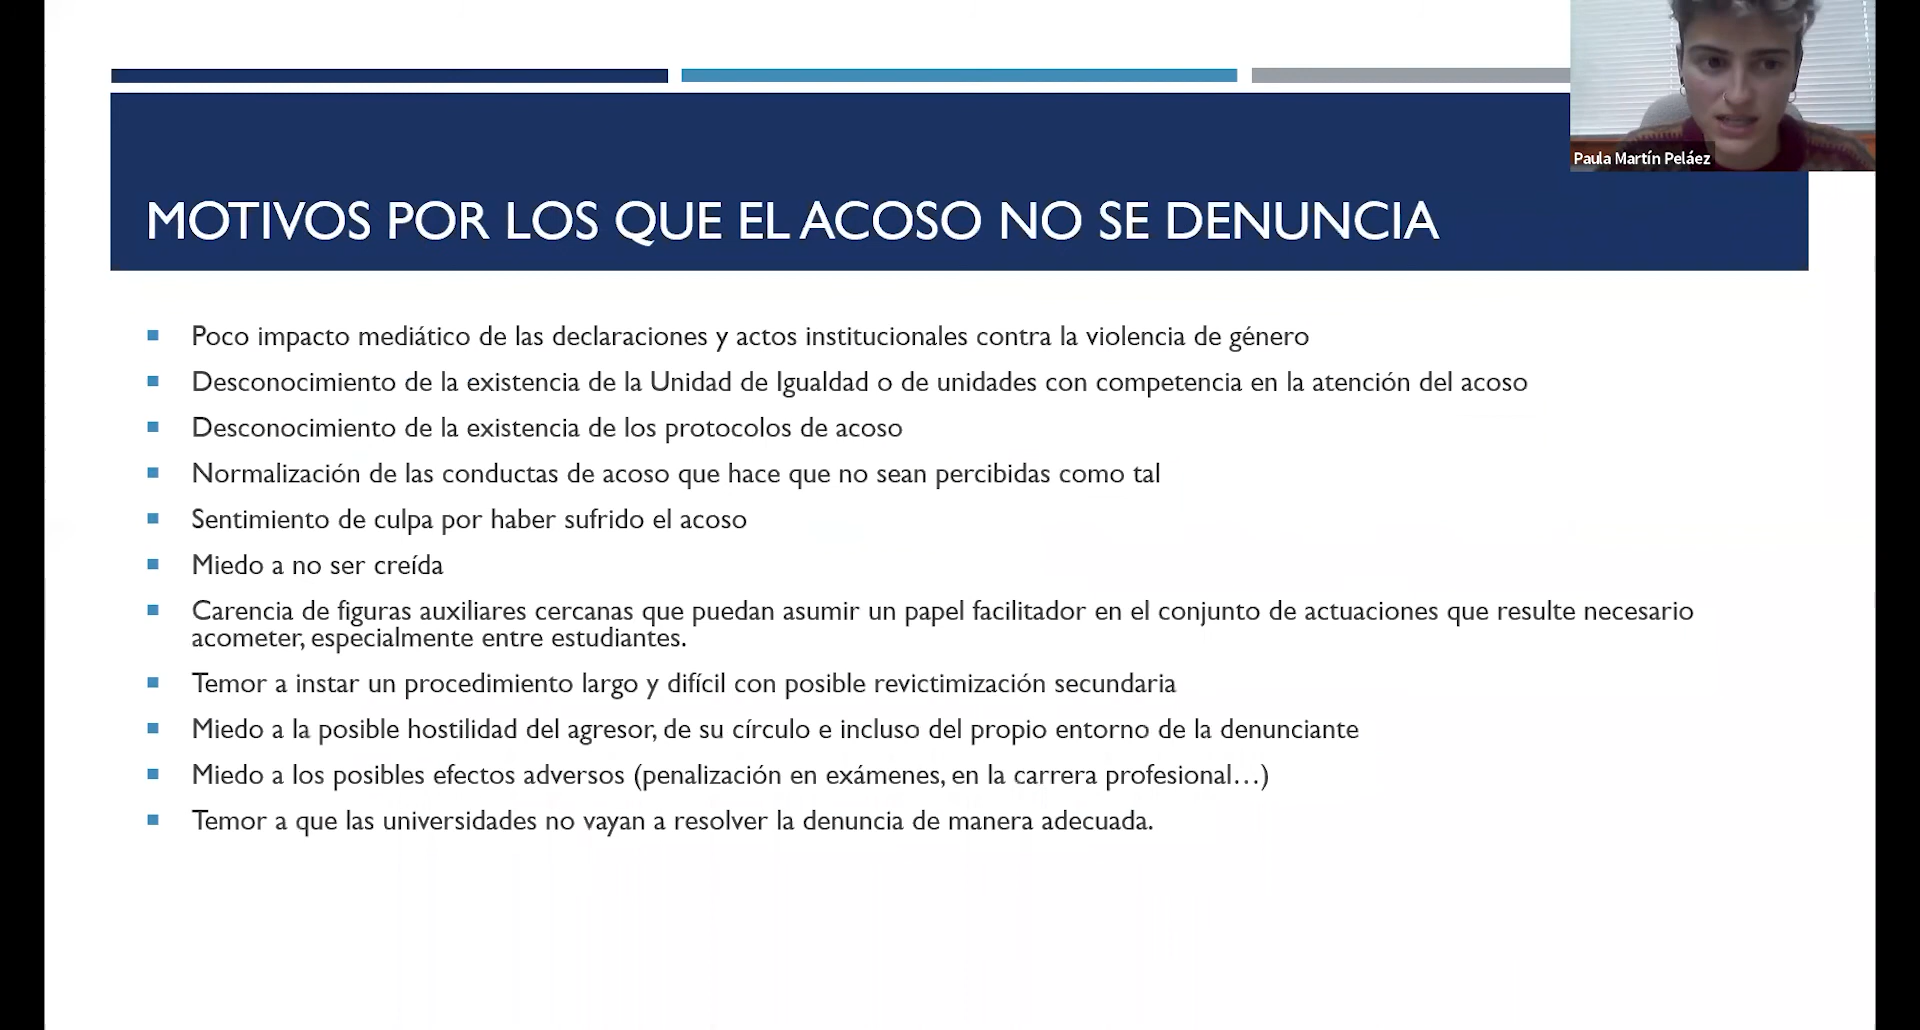 Paula Martín Peláez
MOTIVOS POR LOS QUE EL ACOSO NO SE DENUNCIA
Poco impacto mediático de las declaraciones y actos institucionales contra la violencia de género
Desconocimiento de la existencia de la Unidad de Igualdad o de unidades con competencia en la atención del acoso
Desconocimiento de la existencia de los protocolos de acoso
Normalización de las conductas de acoso que hace que no sean percibidas como tal
Sentimiento de culpa por haber sufrido el acoso
Miedo a no ser creída
Carencia de figuras auxiliares cercanas que puedan asumir un papel facilitador en el conjunto de actuaciones que resulte necesario
acometer, especialmente entre estudiantes.
Temor a instar un procedimiento largo y difícil con posible revictimización secundaria
Miedo a la posible hostilidad del agresor, de su círculo e incluso del propio entorno de la denunciante
Miedo a los posibles efectos adversos (penalización en exámenes, en la carrera profesional…)
Temor a que las universidades no vayan a resolver la denuncia de manera adecuada.